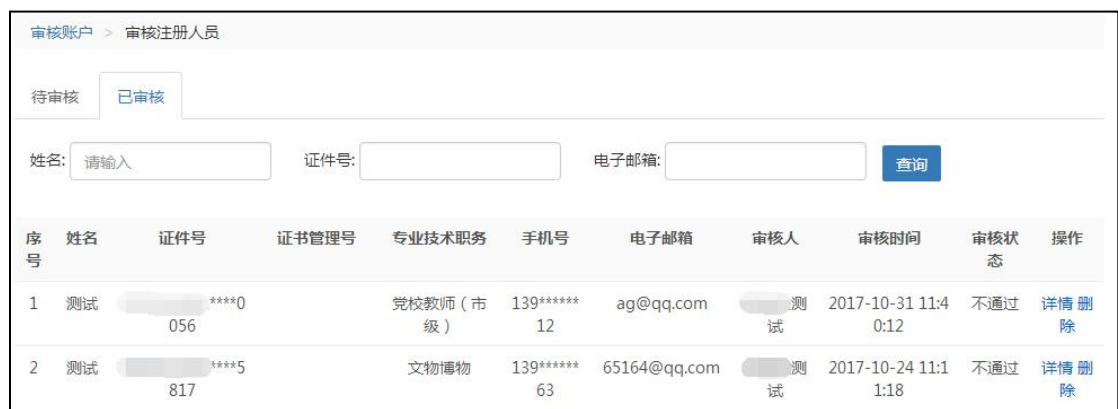 审核账户 > 审核注册人员
待审核 已审核
姓名: 请输入 证件号: 电子邮箱: 查询
序号 姓名 证件号 证书管理号 专业技术职务 手机号 电子邮箱 审核人 审核时间 审核状态 操作
1 测试 ****0 党校教师（市 139****** ag@qq.com 测 2017-10-31 11:4 不通过 详情 删
056 级） 12 试 0:12 除
2 测试 ****5 文物博物 139****** 65164@qq.com 测 2017-10-24 11:1 不通过 详情 删
817 63 试 1:18 除